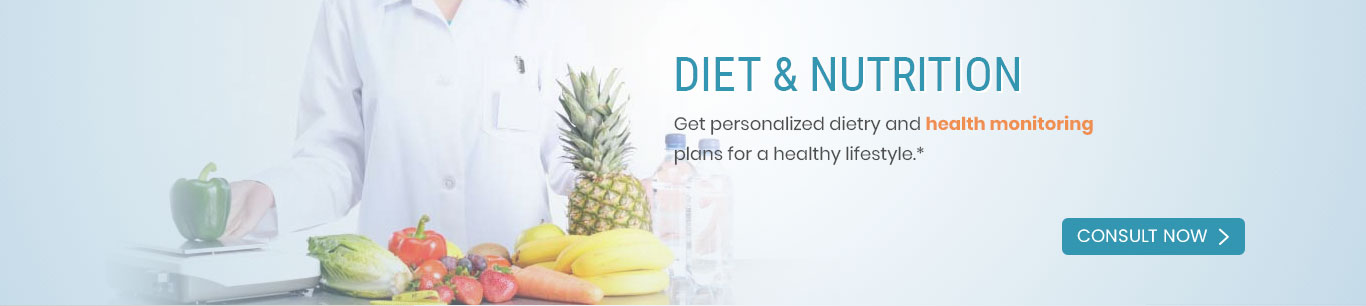 DIET & NUTRITION
Get personalized dietry and health monitoring
plans for a healthy lifestyle.*
CONSULT NOW